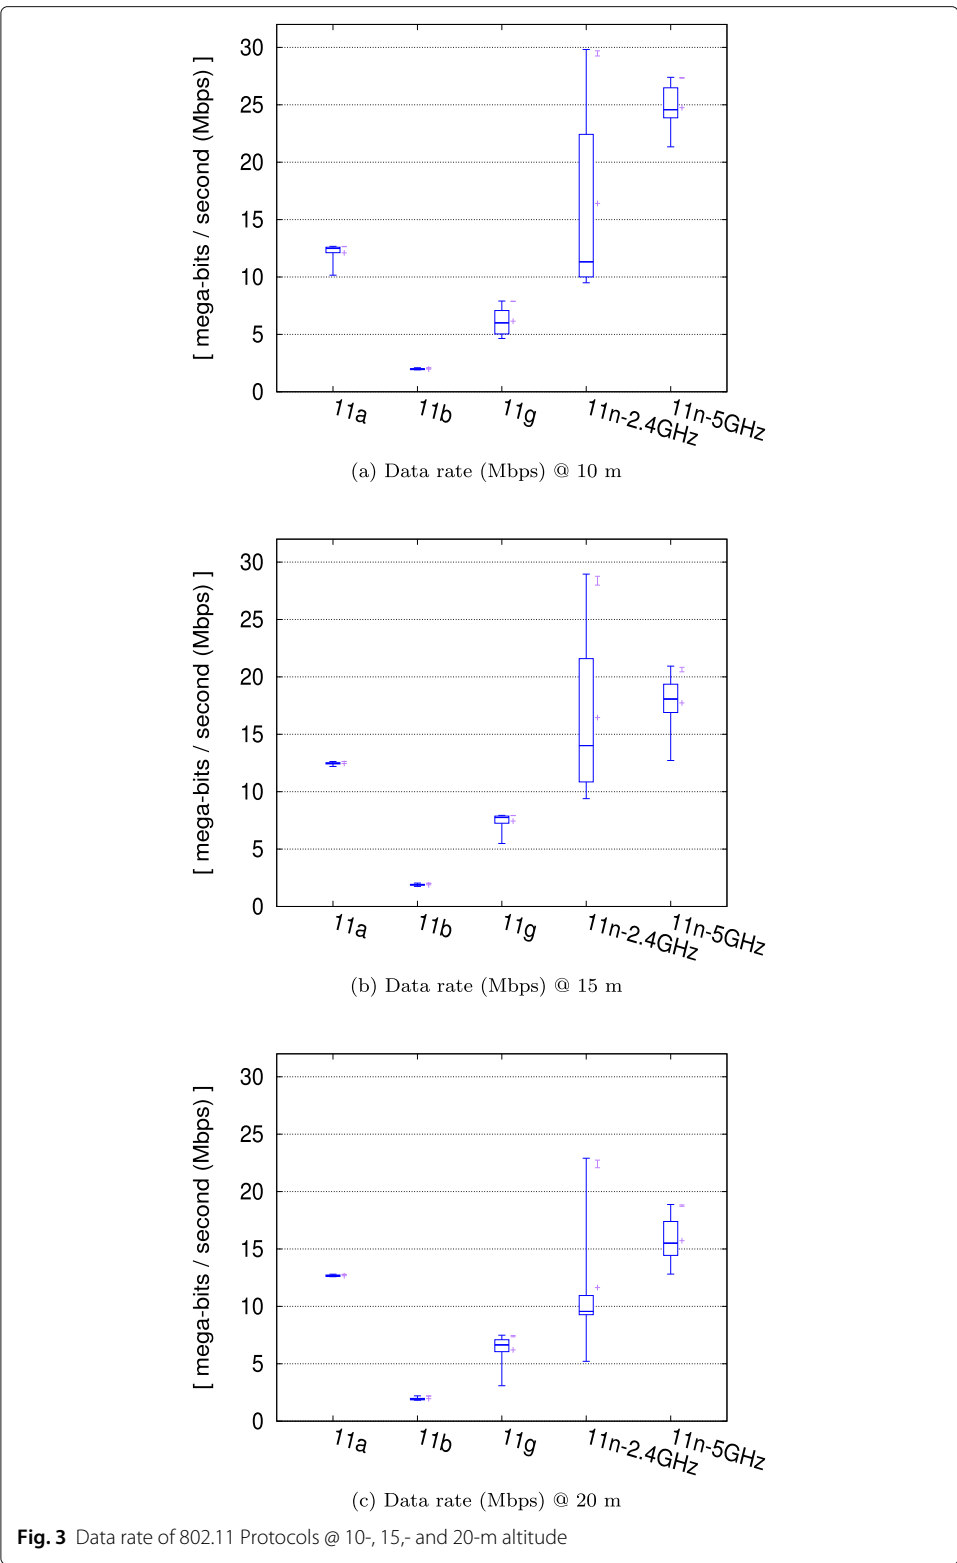 30
25
20
15
10
5
0
[ mega-bits / second (Mbps) ]
11a
11b
11g
11n-2.4GHz
11n-5GHz
(a) Data rate (Mbps) @ 10 m
30
25
20
15
10
5
0
[ mega-bits / second (Mbps) ]
11a
11b
11g
11n-2.4GHz
11n-5GHz
(b) Data rate (Mbps) @ 15 m
30
25
20
15
10
5
0
[ mega-bits / second (Mbps) ]
11a
11b
11g
11n-2.4GHz
11n-5GHz
(c) Data rate (Mbps) @ 20 m
Fig. 3 Data rate of 802.11 Protocols @ 10-, 15,- and 20-m altitude